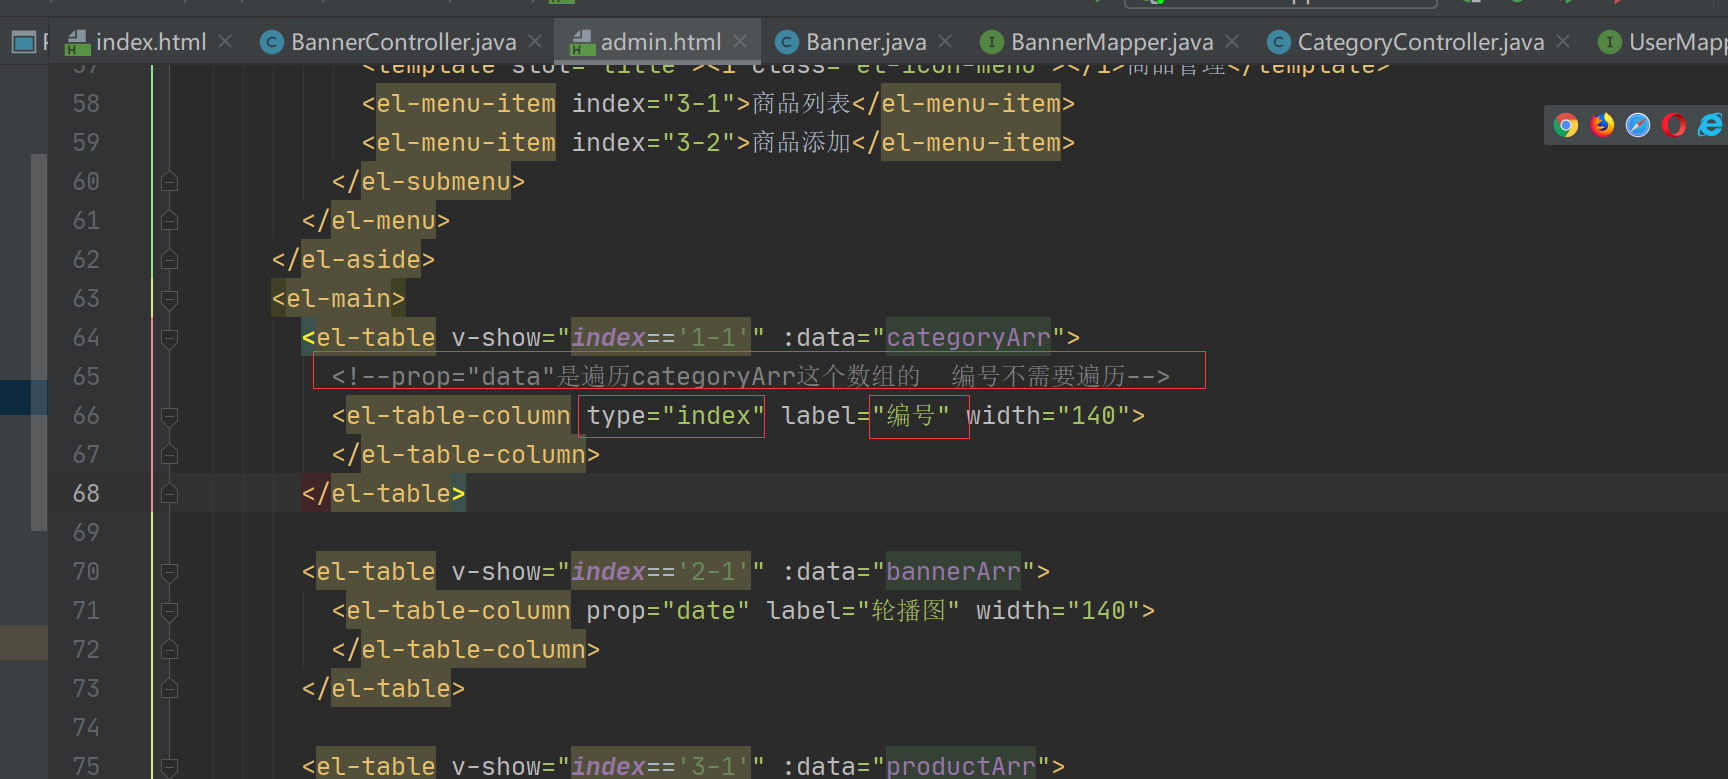 index.html BannerController.java admin.html Banner.java BannerMapper.java CategoryController.java UserMapp
57 <template slot="title"><i class="el-icon-menu"></i>商品管理</template>
58 <el-menu-item index="3-1">商品列表</el-menu-item>
59 <el-menu-item index="3-2">商品添加</el-menu-item>
60 </el-submenu>
61 </el-menu>
62 </el-aside>
63 <el-main>
64 <el-table v-show="index=='1-1'" :data="categoryArr">
65 <!--prop="data"是遍历categoryArr这个数组的  编号不需要遍历-->
66 <el-table-column type="index" label="编号" width="140">
67 </el-table-column>
68 </el-table>
69
70 <el-table v-show="index=='2-1'" :data="bannerArr">
71 <el-table-column prop="date" label="轮播图" width="140">
72 </el-table-column>
73 </el-table>
74
75 <el-table v-show="index=='3-1'" :data="productArr">